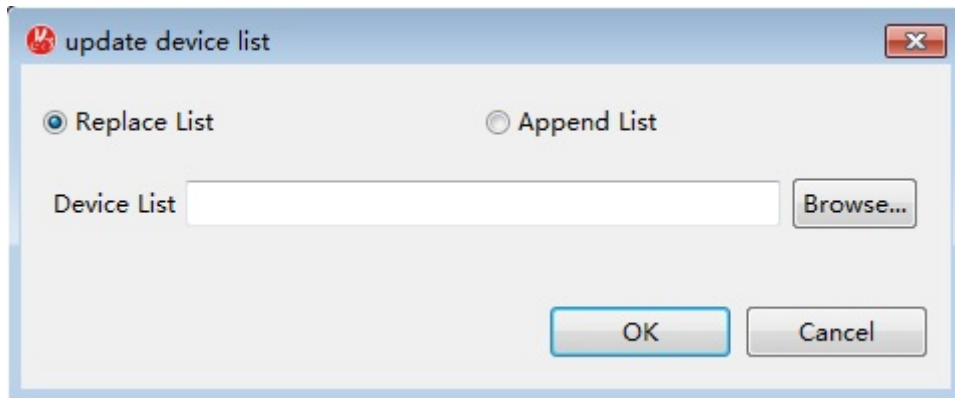 update device list
Replace List Append List
Device List Browse...
OK Cancel